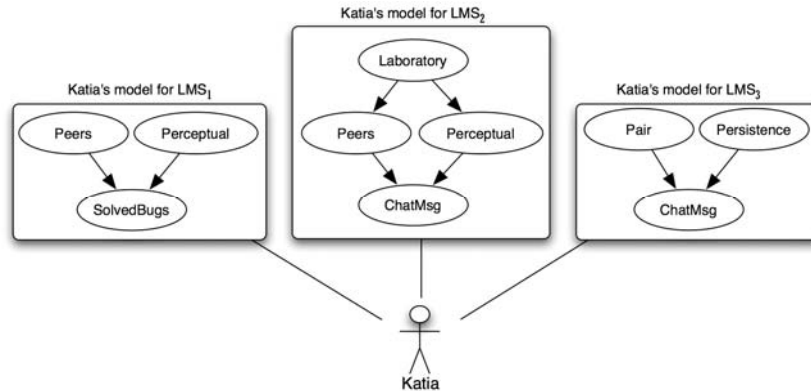 Katia's model for LMS₂
Laboratory
Peers
Perceptual
ChatMsg
Katia's model for LMS₁
Peers
Perceptual
SolvedBugs
Katia's model for LMS₃
Pair
Persistence
ChatMsg
Katia